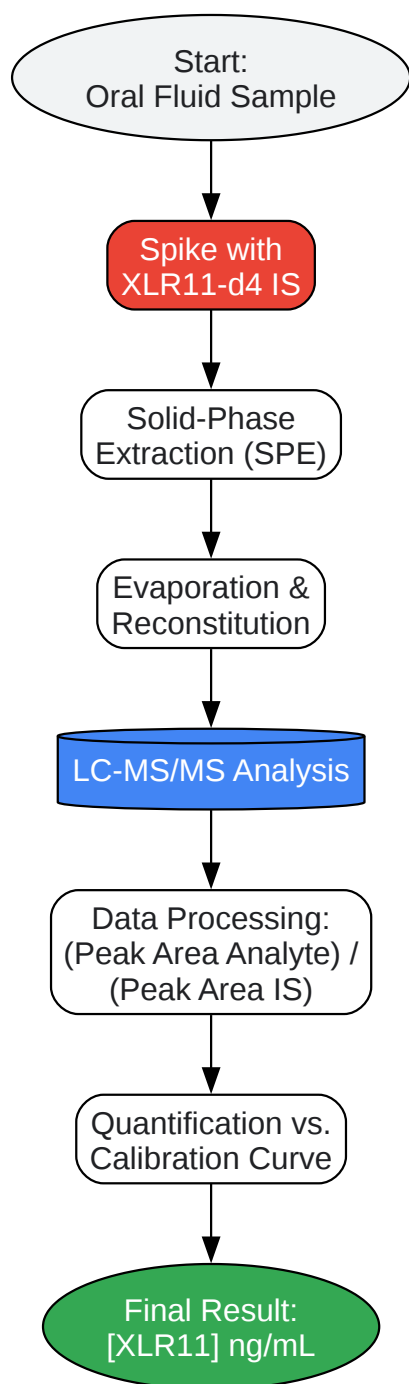 Start:
Oral Fluid Sample
Spike with
XLR11-d4 IS
Solid-Phase
Extraction (SPE)
Evaporation &
Reconstitution
LC-MS/MS Analysis
Data Processing:
(Peak Area Analyte) /
(Peak Area IS)
Quantification vs.
Calibration Curve
Final Result:
[XLR11] ng/mL